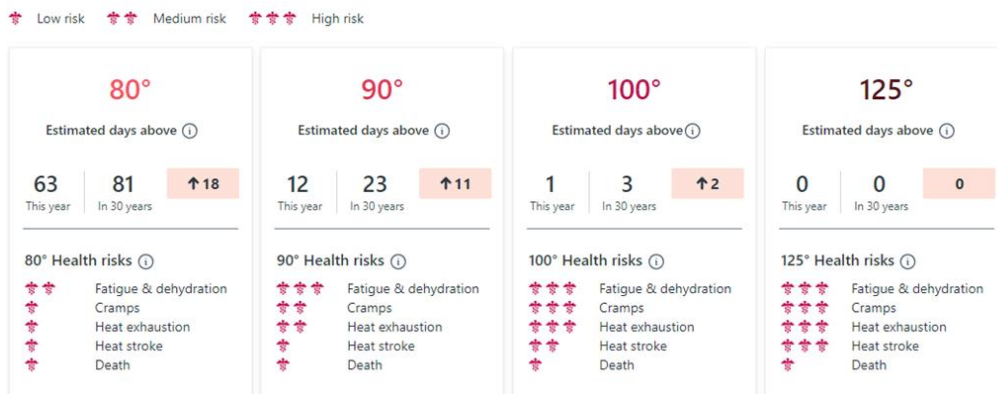 Low risk Medium risk High risk
80°
Estimated days above
63 81 ↑18
This year In 30 years
80° Health risks
Fatigue & dehydration
Cramps
Heat exhaustion
Heat stroke
Death
90°
Estimated days above
12 23 ↑11
This year In 30 years
90° Health risks
Fatigue & dehydration
Cramps
Heat exhaustion
Heat stroke
Death
100°
Estimated days above
1 3 ↑2
This year In 30 years
100° Health risks
Fatigue & dehydration
Cramps
Heat exhaustion
Heat stroke
Death
125°
Estimated days above
0 0 0
This year In 30 years
125° Health risks
Fatigue & dehydration
Cramps
Heat exhaustion
Heat stroke
Death